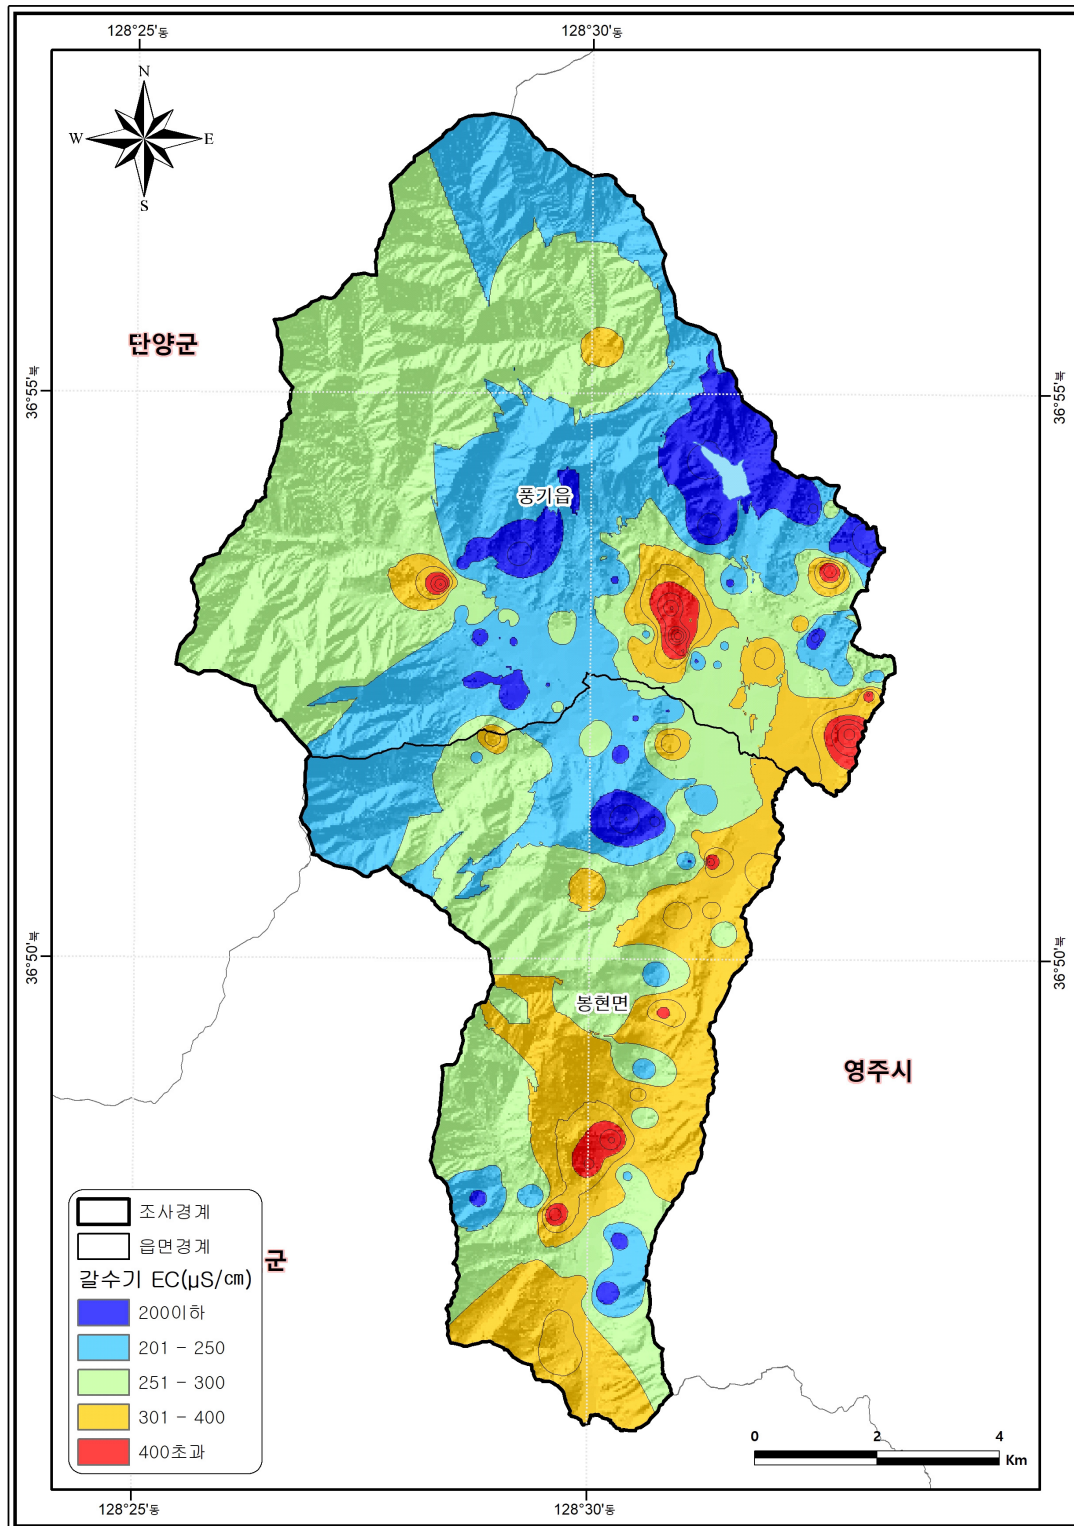 128°25'동
128°30'동
N
W
E
S
단양군
36°55'북
36°55'북
풍기읍
36°50'북
36°50'북
봉현면
영주시
군
조사경계
읍면경계
갈수기 EC(μS/㎝)
200이하
201 - 250
251 - 300
301 - 400
400초과
0
2
4
Km
128°25'동
128°30'동